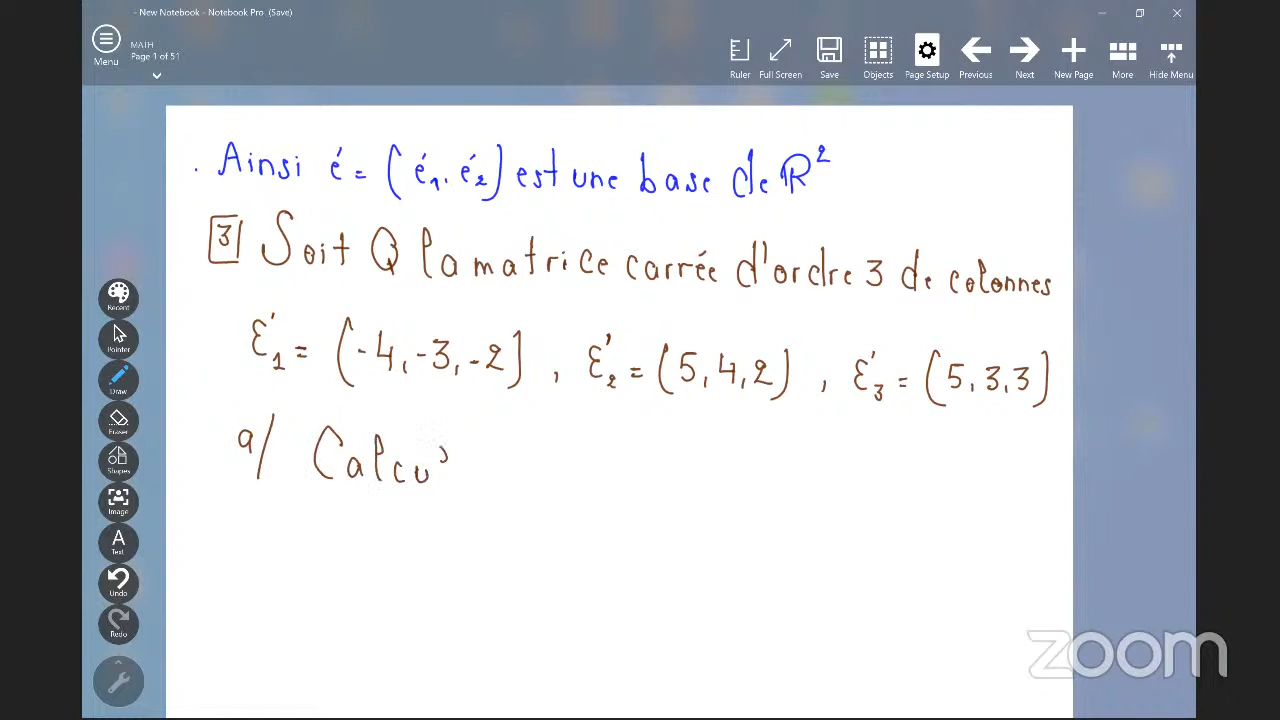 - New Notebook - Notebook Pro (Save)
MATH
Page 1 of 51
Menu
Ruler
Full Screen
Save
Objects
Page Setup
Previous
Next
New Page
More
Hide Menu
. Ainsi é = (é₁, é₂) est une base de ℝ²
3 Soit Q la matrice carrée d'ordre 3 de colonnes
ε'₁ = (-4, -3, -2) , ε'₂ = (5, 4, 2) , ε'₃ = (5, 3, 3)
a/ Calcu
Recent
Pointer
Draw
Eraser
Shapes
Image
Text
Undo
Redo
zoom